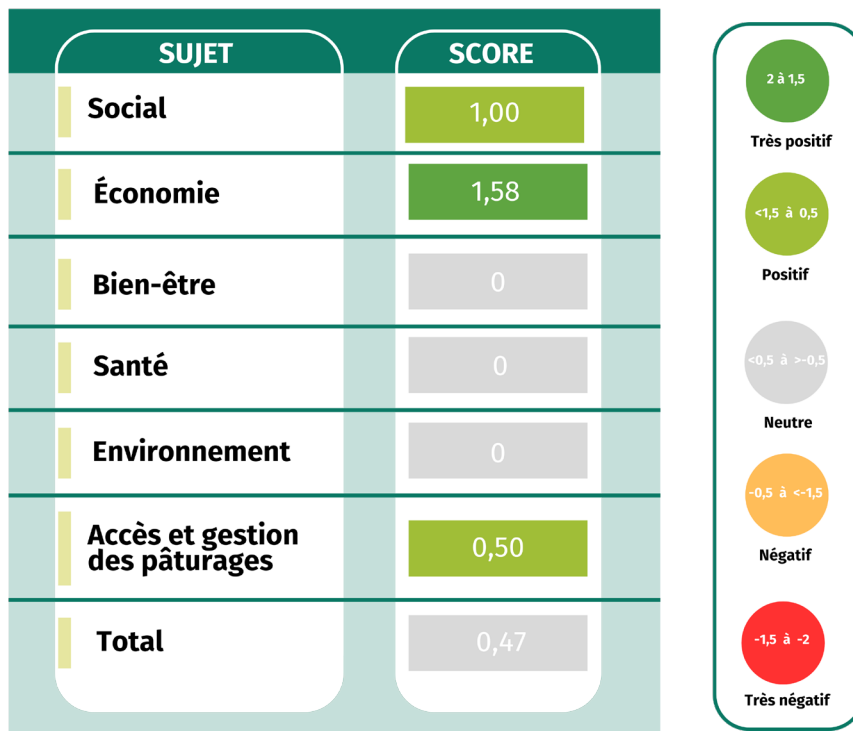 SUJET SCORE
Social 1,00
Économie 1,58
Bien-être 0
Santé 0
Environnement 0
Accès et gestion
des pâturages 0,50
Total 0,47
2 à 1,5
Très positif
<1,5 à 0,5
Positif
<0,5 à >-0,5
Neutre
-0,5 à <-1,5
Négatif
-1,5 à -2
Très négatif